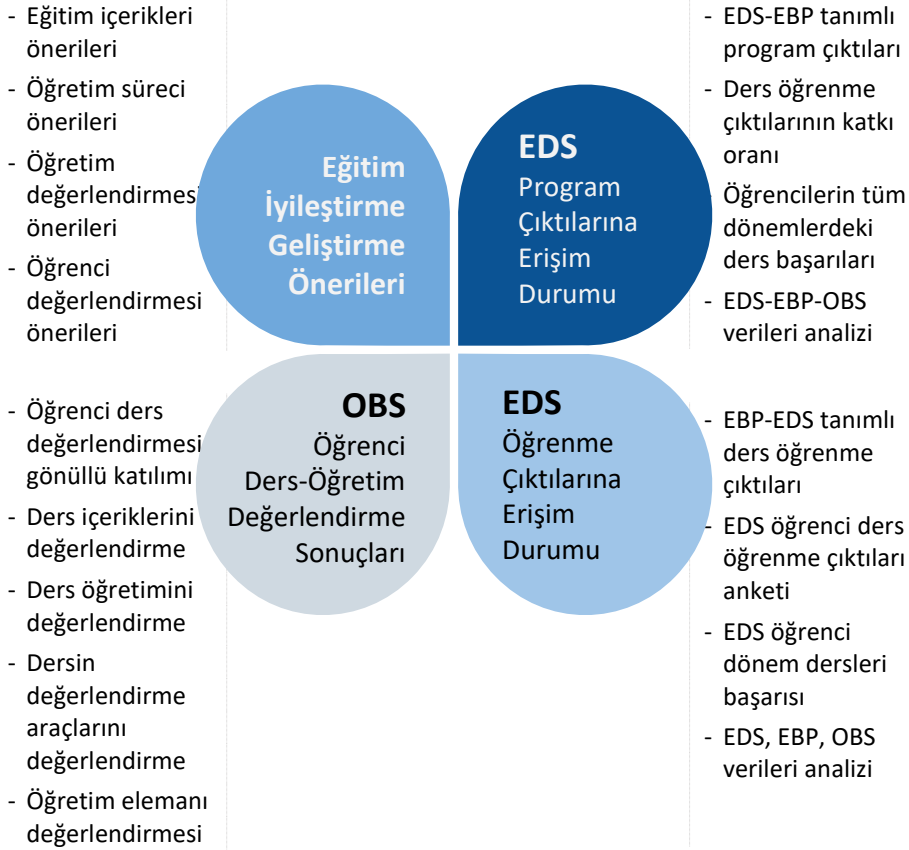 - Eğitim içerikleri
önerileri
- Öğretim süreci
önerileri
- Öğretim
değerlendirmesi
önerileri
- Öğrenci
değerlendirmesi
önerileri
Eğitim
İyileştirme
Geliştirme
Önerileri
EDS
Program
Çıktılarına
Erişim
Durumu
- EDS-EBP tanımlı
program çıktıları
- Ders öğrenme
çıktılarının katkı
oranı
Öğrencilerin tüm
dönemlerdeki
ders başarıları
- EDS-EBP-OBS
verileri analizi
- Öğrenci ders
değerlendirmesi
gönüllü katılımı
- Ders içeriklerini
değerlendirme
- Ders öğretimini
değerlendirme
- Dersin
değerlendirme
araçlarını
değerlendirme
- Öğretim elemanı
değerlendirmesi
OBS
Öğrenci
Ders-Öğretim
Değerlendirme
Sonuçları
EDS
Öğrenme
Çıktılarına
Erişim
Durumu
- EBP-EDS tanımlı
ders öğrenme
çıktıları
- EDS öğrenci ders
öğrenme çıktıları
anketi
- EDS öğrenci
dönem dersleri
başarısı
- EDS, EBP, OBS
verileri analizi